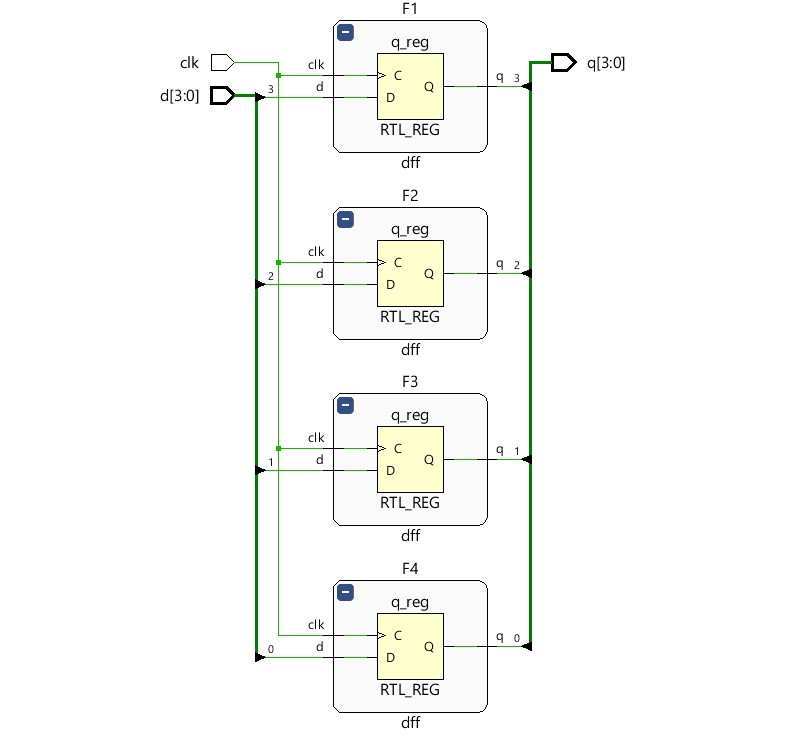 F1
clk
q[3:0]
d[3:0]
q_reg
clk
C
d
D
Q
q
3
3
RTL_REG
dff
F2
q_reg
clk
C
d
D
Q
q
2
2
RTL_REG
dff
F3
q_reg
clk
C
d
D
Q
q
1
1
RTL_REG
dff
F4
q_reg
clk
C
d
D
Q
q
0
0
RTL_REG
dff